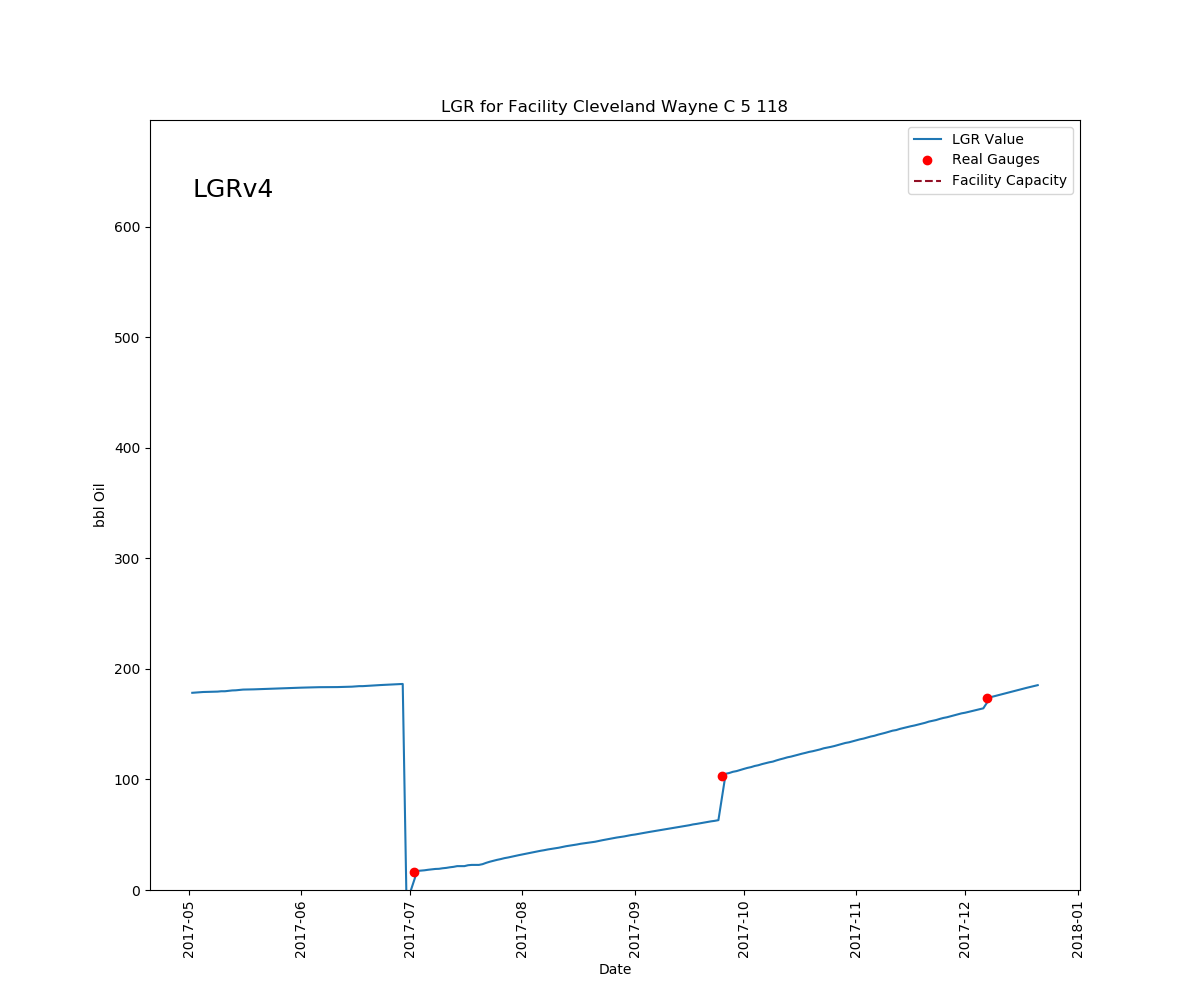 LGR for Facility Cleveland Wayne C 5 118
LGRv4
LGR Value
Real Gauges
Facility Capacity
600
500
400
300
200
100
0
bbl Oil
2017-05
2017-06
2017-07
2017-08
2017-09
2017-10
2017-11
2017-12
2018-01
Date